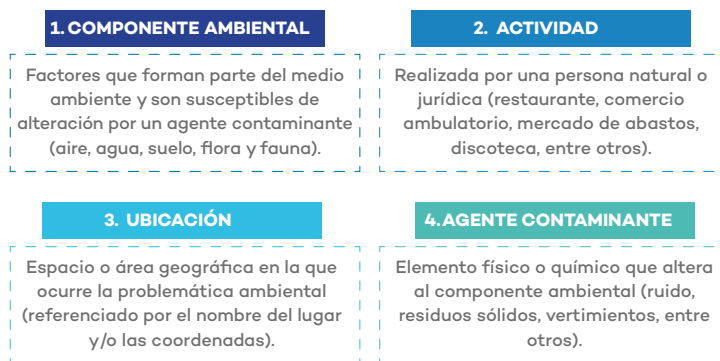 1. COMPONENTE AMBIENTAL
Factores que forman parte del medio
ambiente y son susceptibles de
alteración por un agente contaminante
(aire, agua, suelo, flora y fauna).
2. ACTIVIDAD
Realizada por una persona natural o
jurídica (restaurante, comercio
ambulatorio, mercado de abastos,
discoteca, entre otros).
3. UBICACIÓN
Espacio o área geográfica en la que
ocurre la problemática ambiental
(referenciado por el nombre del lugar
y/o las coordenadas).
4. AGENTE CONTAMINANTE
Elemento físico o químico que altera
al componente ambiental (ruido,
residuos sólidos, vertimientos, entre
otros).